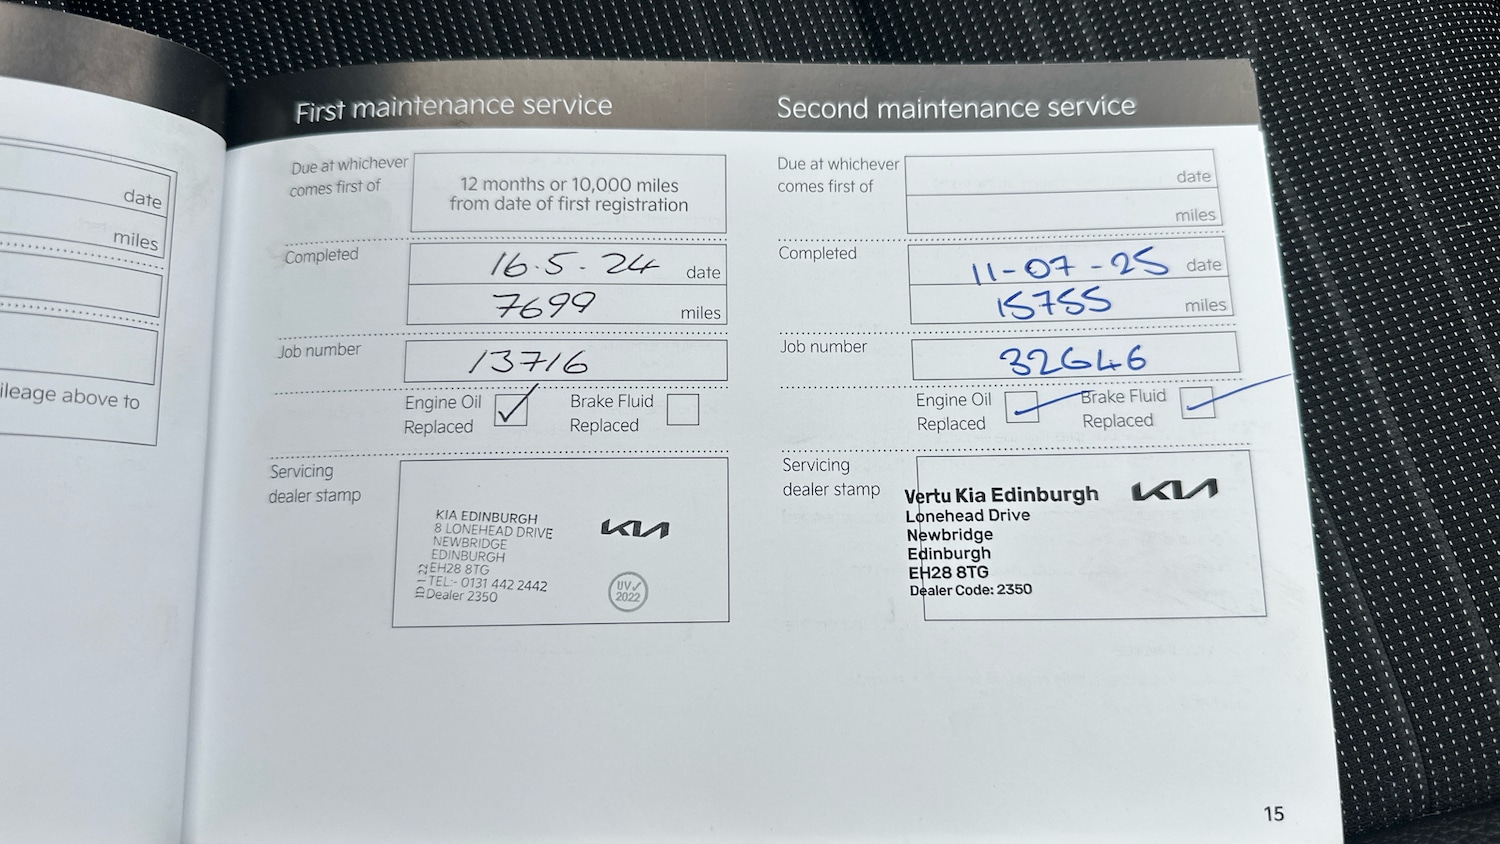 date
miles
ileage above to
First maintenance service
Due at whichever
comes first of
12 months or 10,000 miles
from date of first registration
Completed
16.5.24 date
7699 miles
Job number
13716
Engine Oil
Replaced
Brake Fluid
Replaced
Servicing
dealer stamp
KIA EDINBURGH
8 LONEHEAD DRIVE
NEWBRIDGE
EDINBURGH
EH28 8TG
TEL:- 0131 442 2442
Dealer 2350
KIA
UV✓
2022
Second maintenance service
Due at whichever
comes first of
date
miles
Completed
11-07-25 date
15755 miles
Job number
32646
Engine Oil
Replaced
Brake Fluid
Replaced
Servicing
dealer stamp
Vertu Kia Edinburgh
KIA
Lonehead Drive
Newbridge
Edinburgh
EH28 8TG
Dealer Code: 2350
15